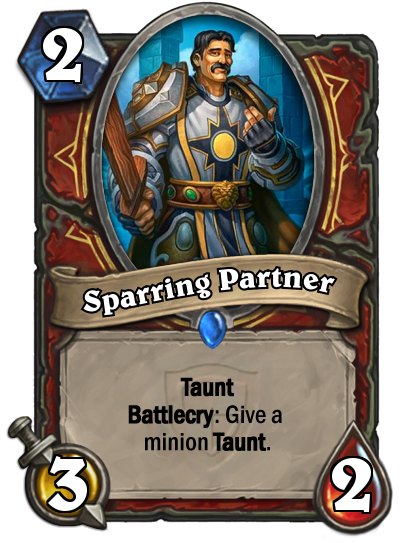 2
Sparring Partner
Taunt
Battlecry: Give a
minion Taunt.
3
2